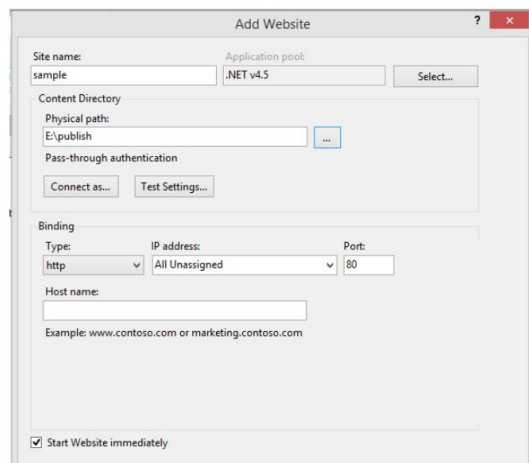 Add Website
?
Site name:
Application pool:
sample
.NET v4.5
Select...
Content Directory
Physical path:
E:\publish
...
Pass-through authentication
Connect as...
Test Settings...
Binding
Type:
IP address:
Port:
http
All Unassigned
80
Host name:
Example: www.contoso.com or marketing.contoso.com
Start Website immediately